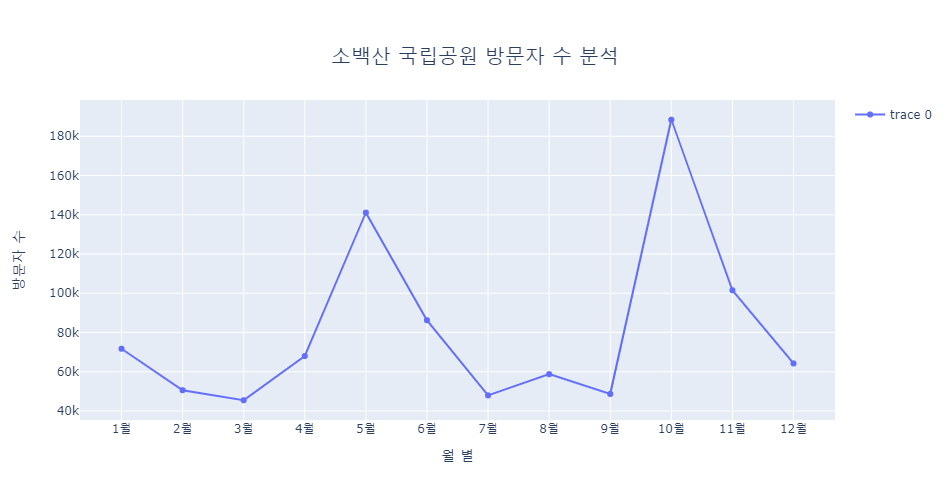 소백산 국립공원 방문자 수 분석
trace 0
방문자 수
180k
160k
140k
120k
100k
80k
60k
40k
1월 2월 3월 4월 5월 6월 7월 8월 9월 10월 11월 12월
월 별